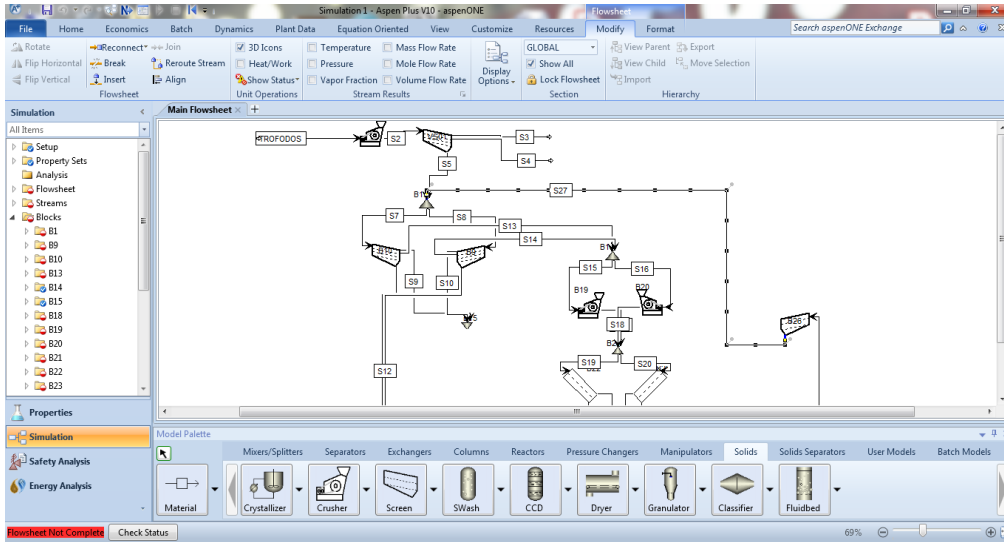 Simulation 1 - Aspen Plus V10 - aspenONE
Flowsheet
File Home Economics Batch Dynamics Plant Data Equation Oriented View Customize Resources Modify Format
Search aspenONE Exchange
Rotate Reconnect Join 3D Icons Temperature Mass Flow Rate GLOBAL View Parent Export
Flip Horizontal Break Reroute Stream Heat/Work Pressure Mole Flow Rate Display Options Show All View Child Move Selection
Flip Vertical Insert Align Show Status Vapor Fraction Volume Flow Rate Lock Flowsheet Import
Flowsheet Unit Operations Stream Results Section Hierarchy
Simulation
Main Flowsheet
All Items
Setup
Property Sets
Analysis
Flowsheet
Streams
Blocks
B1
B9
B10
B13
B14
B15
B18
B19
B20
B21
B22
B23
TROFODOS S2 S3
S4
S5
S27
S7 S8
S13
S14
S9 S10
S15 S16
B19 B20
S18
S19 S20
S12
B26
Properties
Simulation
Safety Analysis
Energy Analysis
Model Palette
Mixers/Splitters Separators Exchangers Columns Reactors Pressure Changers Manipulators Solids Solids Separators User Models Batch Models
Material Crystallizer Crusher Screen SWash CCD Dryer Granulator Classifier Fluidbed
Flowsheet Not Complete Check Status 69%